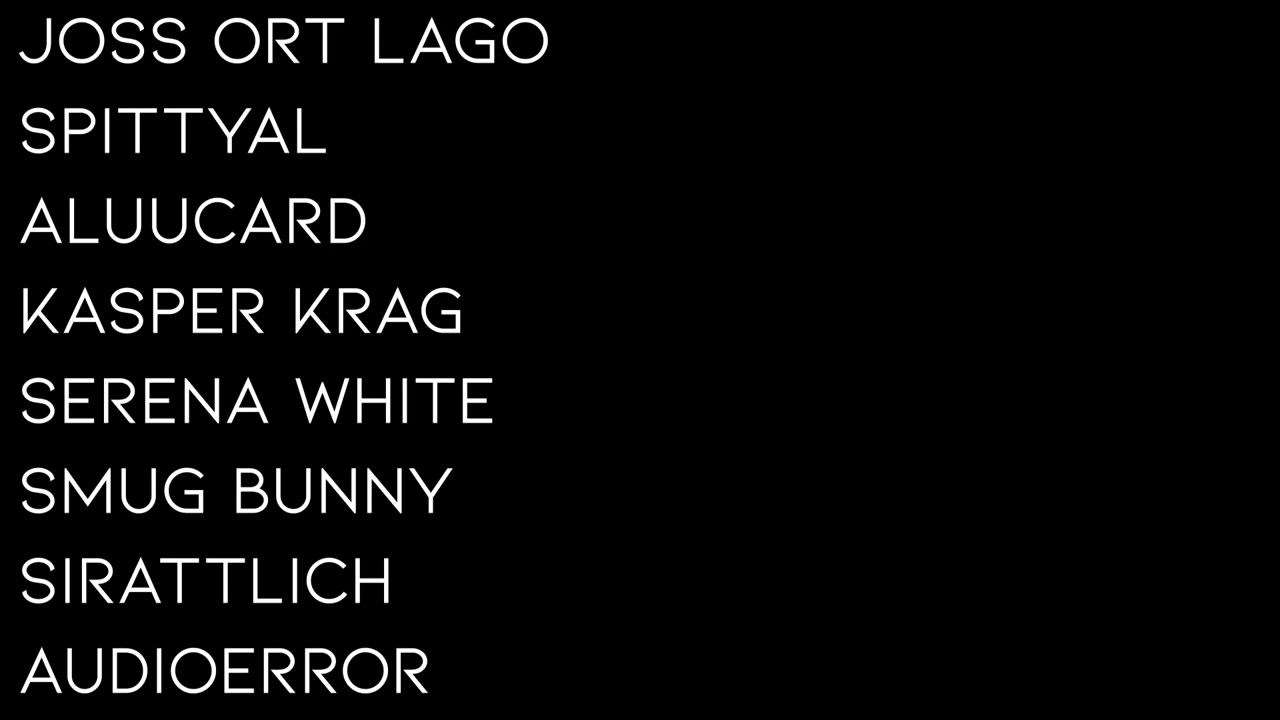 JOSS ORT LAGO
SPITTYAL
ALUUCARD
KASPER KRAG
SERENA WHITE
SMUG BUNNY
SIRATTLICH
AUDIOERROR